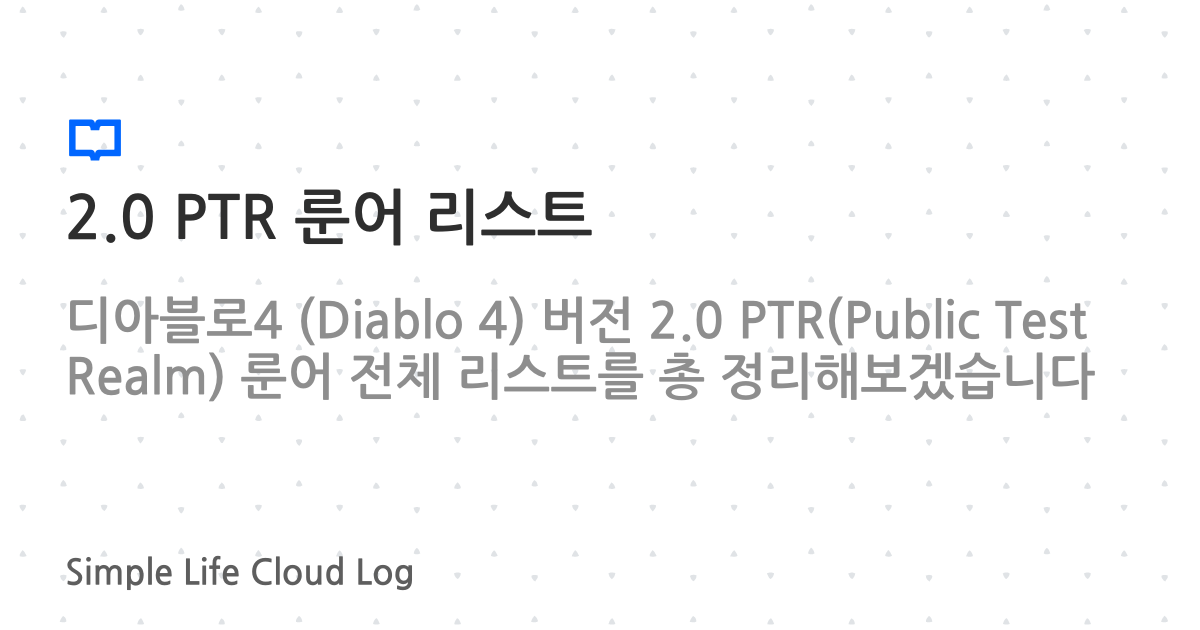 2.0 PTR 룬어 리스트
디아블로4 (Diablo 4) 버전 2.0 PTR(Public Test
Realm) 룬어 전체 리스트를 총 정리해보겠습니다
Simple Life Cloud Log